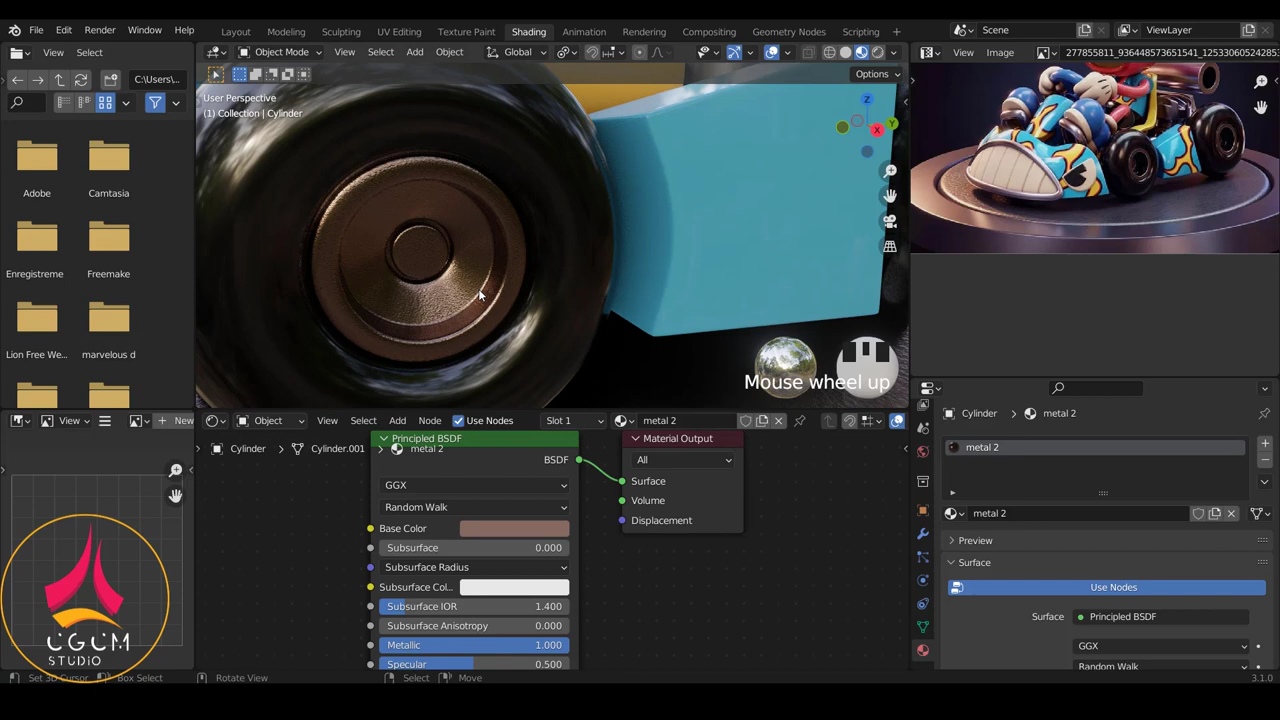 File Edit Render Window Help Layout Modeling Sculpting UV Editing Texture Paint Shading Animation Rendering Compositing Geometry Nodes Scripting Scene ViewLayer
View Select Object Mode View Select Add Object Global View Image 277855811_936448573651541_12533060524285
C:\Users\... Options
User Perspective
(1) Collection | Cylinder
Z
X Y
Adobe Camtasia
Enregistreme Freemake
Lion Free We... marvelous d
Mouse wheel up
View New Object View Select Add Node Use Nodes Slot 1 metal 2
Cylinder Cylinder.001 metal 2
Principled BSDF
BSDF
GGX
Random Walk
Base Color
Subsurface 0.000
Subsurface Radius
Subsurface Col...
Subsurface IOR 1.400
Subsurface Anisotropy 0.000
Metallic 1.000
Specular 0.500
Material Output
All
Surface
Volume
Displacement
Cylinder metal 2
metal 2
metal 2
Preview
Surface
Use Nodes
Surface Principled BSDF
GGX
Random Walk
CGCM
STUDIO
Set 3D Cursor Box Select Rotate View Select Move 3.1.0